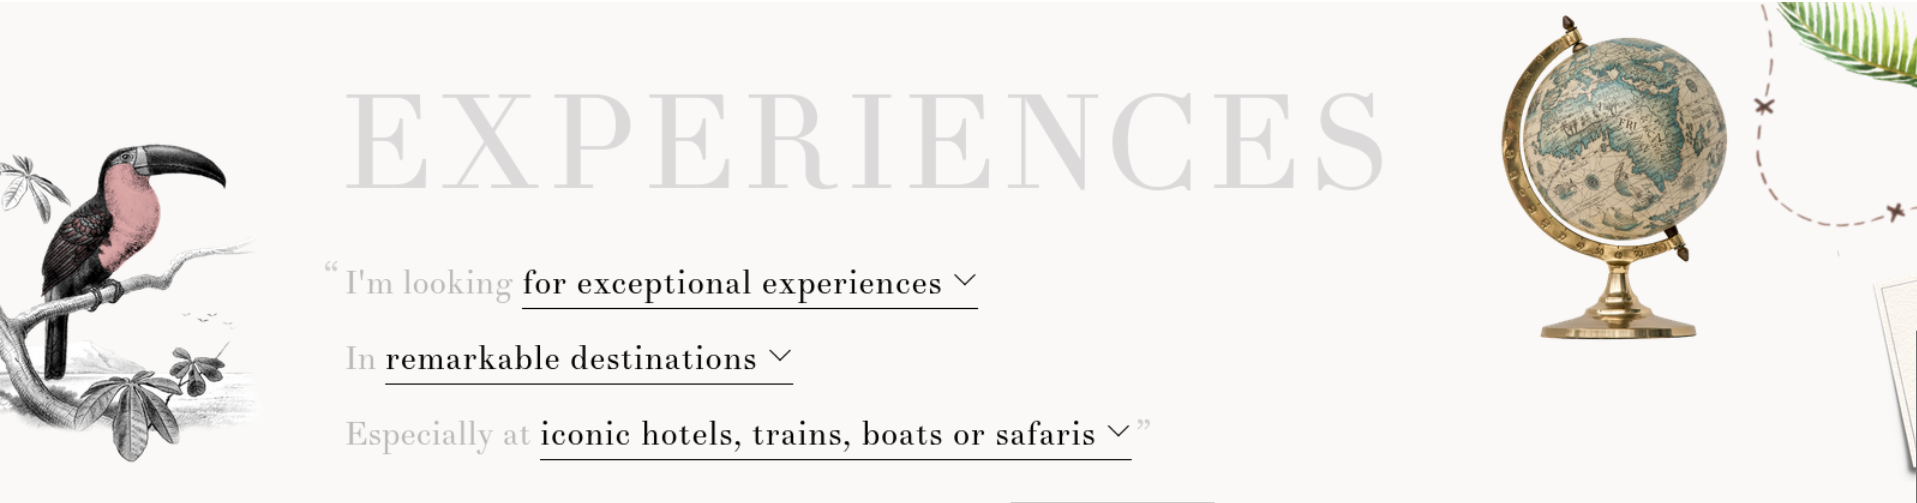 EXPERIENCES
“I'm looking for exceptional experiences
In remarkable destinations
Especially at iconic hotels, trains, boats or safaris”